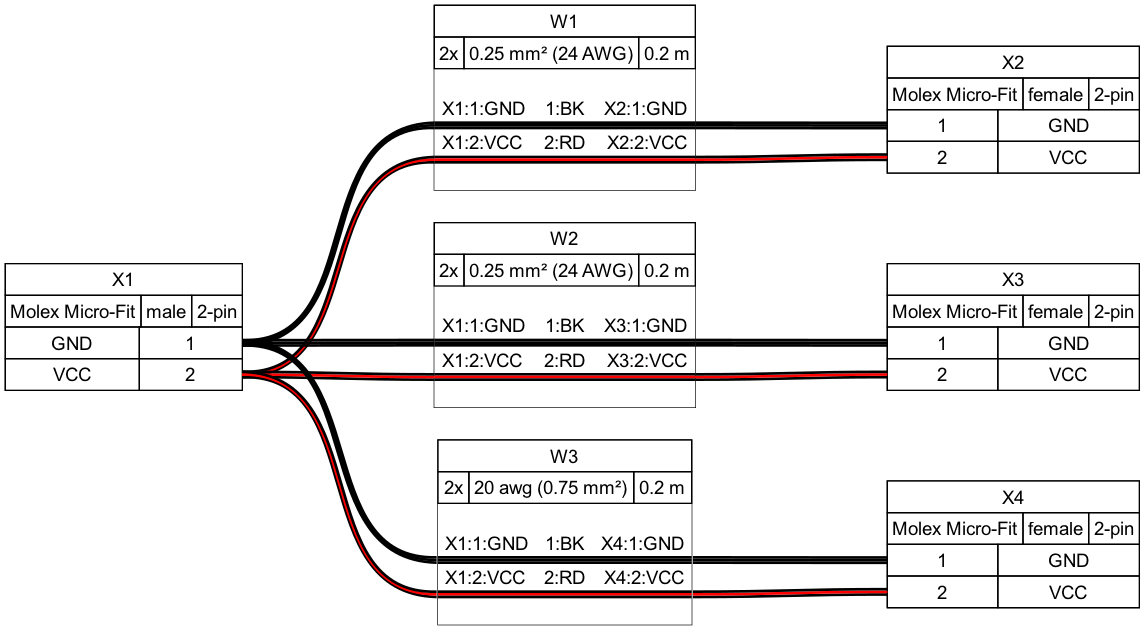 W1
2x 0.25 mm² (24 AWG) 0.2 m
X1:1:GND 1:BK X2:1:GND
X1:2:VCC 2:RD X2:2:VCC
X2
Molex Micro-Fit female 2-pin
1 GND
2 VCC
W2
2x 0.25 mm² (24 AWG) 0.2 m
X1:1:GND 1:BK X3:1:GND
X1:2:VCC 2:RD X3:2:VCC
X1
Molex Micro-Fit male 2-pin
GND 1
VCC 2
X3
Molex Micro-Fit female 2-pin
1 GND
2 VCC
W3
2x 20 awg (0.75 mm²) 0.2 m
X1:1:GND 1:BK X4:1:GND
X1:2:VCC 2:RD X4:2:VCC
X4
Molex Micro-Fit female 2-pin
1 GND
2 VCC